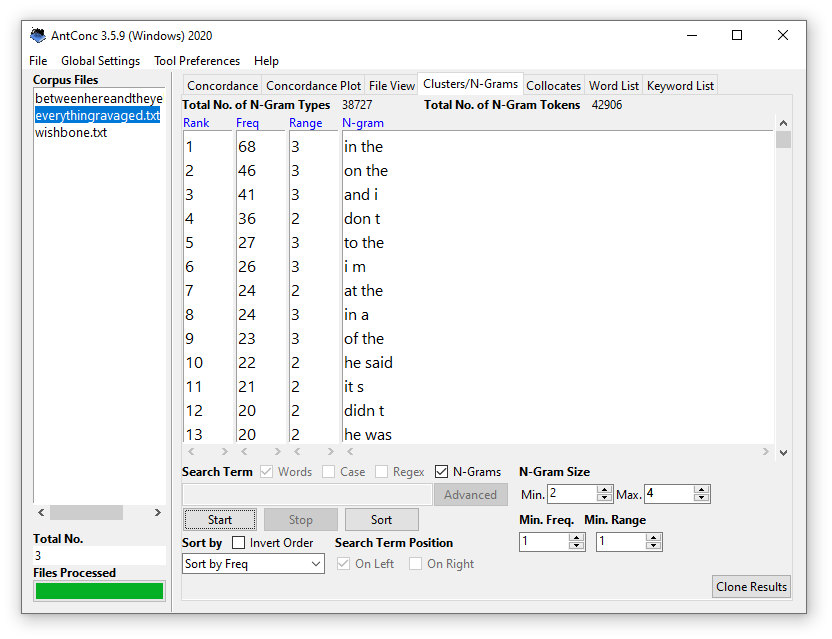 AntConc 3.5.9 (Windows) 2020
File Global Settings Tool Preferences Help
Corpus Files
betweenhereandtheye
everythingravaged.txt
wishbone.txt
Total No.
3
Files Processed
Concordance Concordance Plot File View Clusters/N-Grams Collocates Word List Keyword List
Total No. of N-Gram Types 38727 Total No. of N-Gram Tokens 42906
Rank Freq Range N-gram
1 68 3 in the
2 46 3 on the
3 41 3 and i
4 36 2 don t
5 27 3 to the
6 26 3 i m
7 24 2 at the
8 24 3 in a
9 23 3 of the
10 22 2 he said
11 21 2 it s
12 20 2 didn t
13 20 2 he was
Search Term Words Case Regex N-Grams N-Gram Size
Advanced Min. 2 Max. 4
Start Stop Sort Min. Freq. Min. Range
Sort by Invert Order Search Term Position 1 1
Sort by Freq On Left On Right
Clone Results